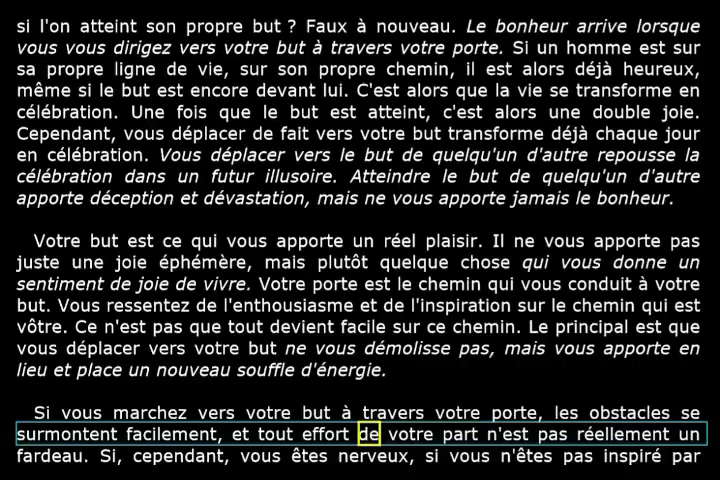 si l'on atteint son propre but ? Faux à nouveau. Le bonheur arrive lorsque
vous vous dirigez vers votre but à travers votre porte. Si un homme est sur
sa propre ligne de vie, sur son propre chemin, il est alors déjà heureux,
même si le but est encore devant lui. C'est alors que la vie se transforme en
célébration. Une fois que le but est atteint, c'est alors une double joie.
Cependant, vous déplacer de fait vers votre but transforme déjà chaque jour
en célébration. Vous déplacer vers le but de quelqu'un d'autre repousse la
célébration dans un futur illusoire. Atteindre le but de quelqu'un d'autre
apporte déception et dévastation, mais ne vous apporte jamais le bonheur.
Votre but est ce qui vous apporte un réel plaisir. Il ne vous apporte pas
juste une joie éphémère, mais plutôt quelque chose qui vous donne un
sentiment de joie de vivre. Votre porte est le chemin qui vous conduit à votre
but. Vous ressentez de l'enthousiasme et de l'inspiration sur le chemin qui est
vôtre. Ce n'est pas que tout devient facile sur ce chemin. Le principal est que
vous déplacer vers votre but ne vous démolisse pas, mais vous apporte en
lieu et place un nouveau souffle d'énergie.
Si vous marchez vers votre but à travers votre porte, les obstacles se
surmontent facilement, et tout effort de votre part n'est pas réellement un
fardeau. Si, cependant, vous êtes nerveux, si vous n'êtes pas inspiré par